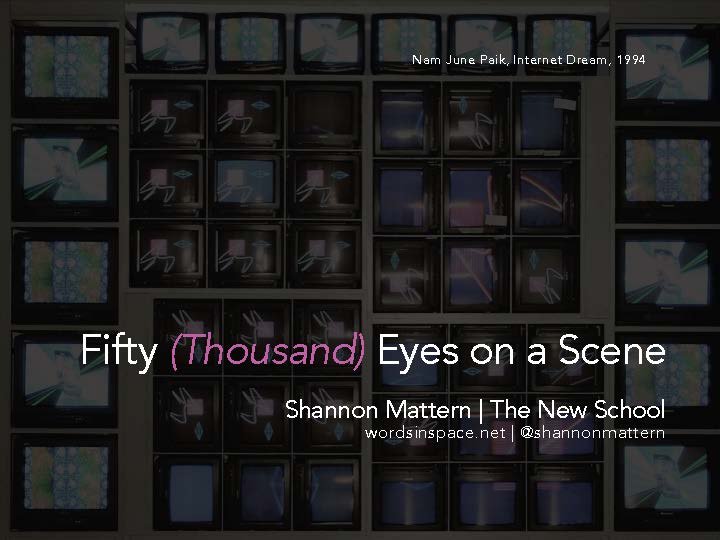 Nam June Paik, Internet Dream, 1994
Fifty (Thousand) Eyes on a Scene
Shannon Mattern | The New School
wordsinspace.net | @shannonmattern